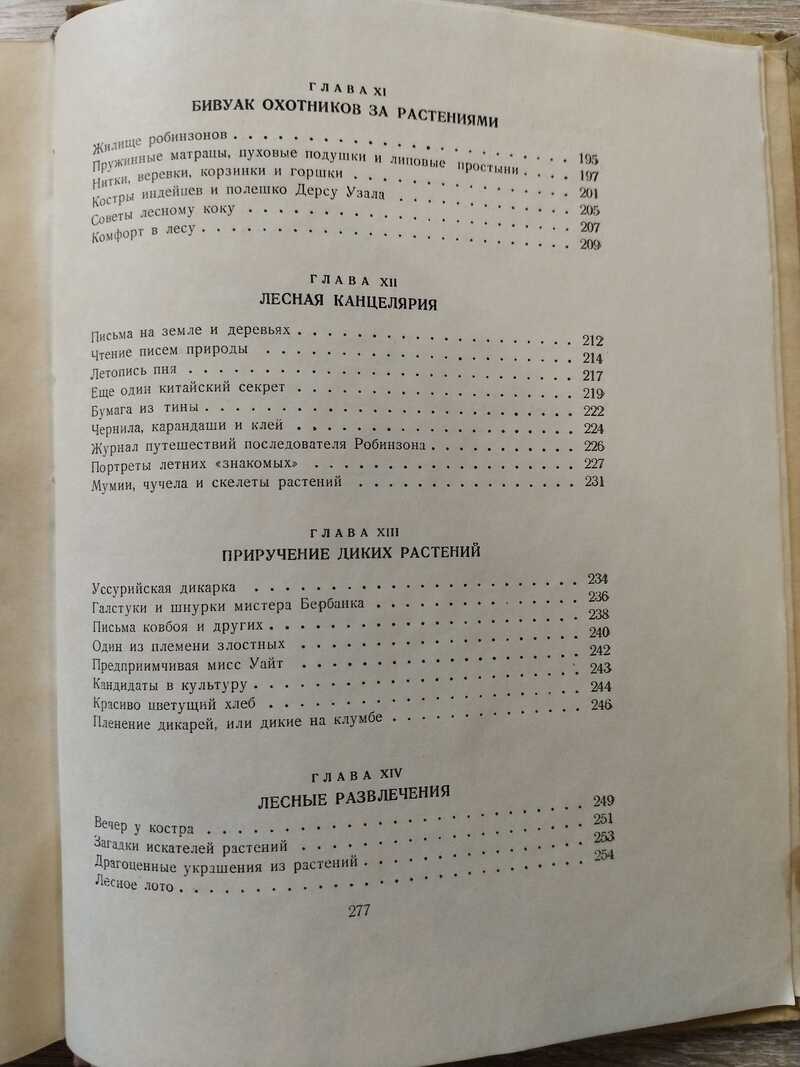 ГЛАВА XI
БИВУАК ОХОТНИКОВ ЗА РАСТЕНИЯМИ
Жилище робинзонов . . . . . . . . . . . . . . . . . . . . 195
Пружинные матрацы, пуховые подушки и липовые простыни . . . . 197
Нитки, веревки, корзинки и горшки . . . . . . . . . . . . . . 201
Костры индейцев и полешко Дерсу Узала . . . . . . . . . . . . 205
Советы лесному коку . . . . . . . . . . . . . . . . . . . . 207
Комфорт в лесу . . . . . . . . . . . . . . . . . . . . . . 209
ГЛАВА XII
ЛЕСНАЯ КАНЦЕЛЯРИЯ
Письма на земле и деревьях . . . . . . . . . . . . . . . . 212
Чтение писем природы . . . . . . . . . . . . . . . . . . . 214
Летопись пня . . . . . . . . . . . . . . . . . . . . . . . 217
Еще один китайский секрет . . . . . . . . . . . . . . . . . 219
Бумага из тины . . . . . . . . . . . . . . . . . . . . . . 222
Чернила, карандаши и клей . . . . . . . . . . . . . . . . . 224
Журнал путешествий последователя Робинзона . . . . . . . . . 226
Портреты летних «знакомых» . . . . . . . . . . . . . . . . 227
Мумии, чучела и скелеты растений . . . . . . . . . . . . . . 231
ГЛАВА XIII
ПРИРУЧЕНИЕ ДИКИХ РАСТЕНИЙ
Уссурийская дикарка . . . . . . . . . . . . . . . . . . . . 234
Галстуки и шнурки мистера Бербанка . . . . . . . . . . . . . 236
Письма ковбоя и других . . . . . . . . . . . . . . . . . . 238
Один из племени злостных . . . . . . . . . . . . . . . . . 240
Предприимчивая мисс Уайт . . . . . . . . . . . . . . . . . 242
Кандидаты в культуру . . . . . . . . . . . . . . . . . . . 243
Красиво цветущий хлеб . . . . . . . . . . . . . . . . . . . 244
Пленение дикарей, или дикие на клумбе . . . . . . . . . . . 246
ГЛАВА XIV
ЛЕСНЫЕ РАЗВЛЕЧЕНИЯ
Вечер у костра . . . . . . . . . . . . . . . . . . . . . . 249
Загадки искателей растений . . . . . . . . . . . . . . . . 251
Драгоценные украшения из растений . . . . . . . . . . . . . 253
Лесное лото . . . . . . . . . . . . . . . . . . . . . . . . 254
277